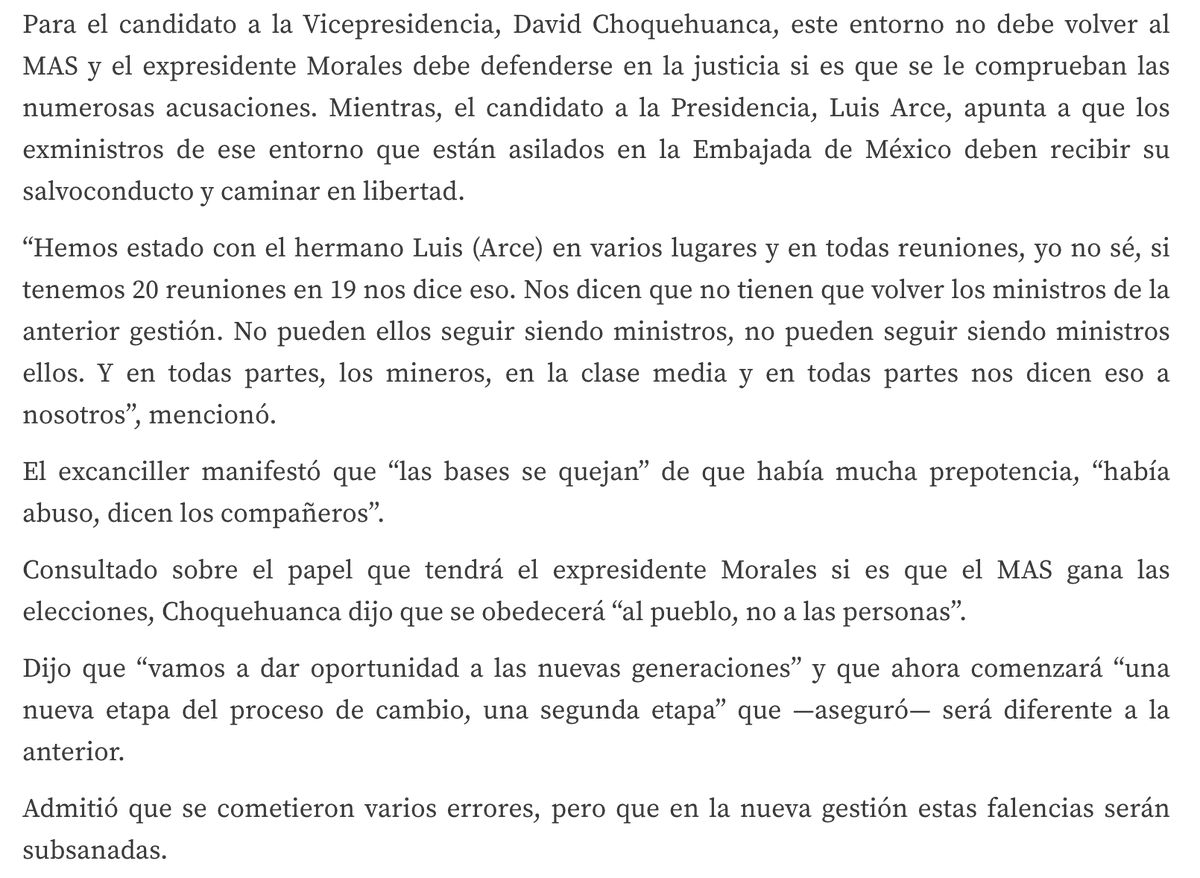 Para el candidato a la Vicepresidencia, David Choquehuanca, este entorno no debe volver al
MAS y el expresidente Morales debe defenderse en la justicia si es que se le comprueban las
numerosas acusaciones. Mientras, el candidato a la Presidencia, Luis Arce, apunta a que los
exministros de ese entorno que están asilados en la Embajada de México deben recibir su
salvoconducto y caminar en libertad.
“Hemos estado con el hermano Luis (Arce) en varios lugares y en todas reuniones, yo no sé, si
tenemos 20 reuniones en 19 nos dice eso. Nos dicen que no tienen que volver los ministros de la
anterior gestión. No pueden ellos seguir siendo ministros, no pueden seguir siendo ministros
ellos. Y en todas partes, los mineros, en la clase media y en todas partes nos dicen eso a
nosotros”, mencionó.
El excanciller manifestó que “las bases se quejan” de que había mucha prepotencia, “había
abuso, dicen los compañeros”.
Consultado sobre el papel que tendrá el expresidente Morales si es que el MAS gana las
elecciones, Choquehuanca dijo que se obedecerá “al pueblo, no a las personas”.
Dijo que “vamos a dar oportunidad a las nuevas generaciones” y que ahora comenzará “una
nueva etapa del proceso de cambio, una segunda etapa” que —aseguró— será diferente a la
anterior.
Admitió que se cometieron varios errores, pero que en la nueva gestión estas falencias serán
subsanadas.